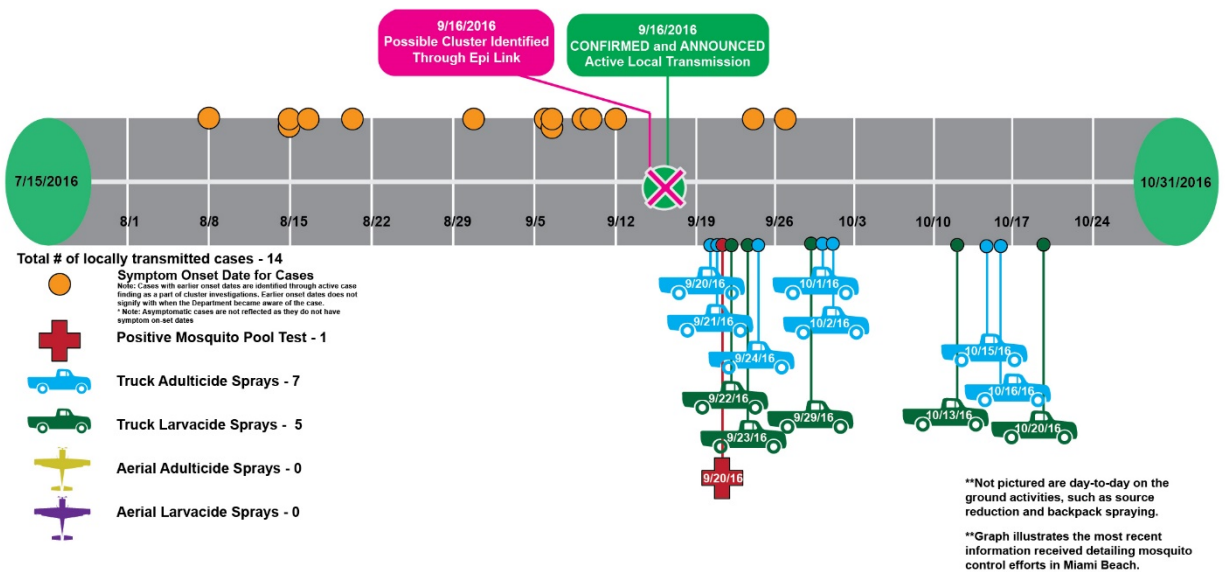 9/16/2016
Possible Cluster Identified
Through Epi Link
9/16/2016
CONFIRMED and ANNOUNCED
Active Local Transmission
7/15/2016
10/31/2016
8/1
8/8
8/15
8/22
8/29
9/5
9/12
9/19
9/26
10/3
10/10
10/17
10/24
Total # of locally transmitted cases - 14
Symptom Onset Date for Cases
Note: Cases with earlier onset dates are identified through active case
finding as a part of cluster investigations. Earlier onset dates does not
signify with when the Department became aware of the case.
* Note: Asymptomatic cases are not reflected as they do not have
symptom on-set dates
Positive Mosquito Pool Test - 1
Truck Adulticide Sprays - 7
Truck Larvacide Sprays - 5
Aerial Adulticide Sprays - 0
Aerial Larvacide Sprays - 0
9/20/16
9/21/16
9/24/16
9/22/16
9/23/16
9/20/16
10/1/16
10/2/16
9/29/16
10/15/16
10/16/16
10/13/16
10/20/16
**Not pictured are day-to-day on the
ground activities, such as source
reduction and backpack spraying.
**Graph illustrates the most recent
information received detailing mosquito
control efforts in Miami Beach.